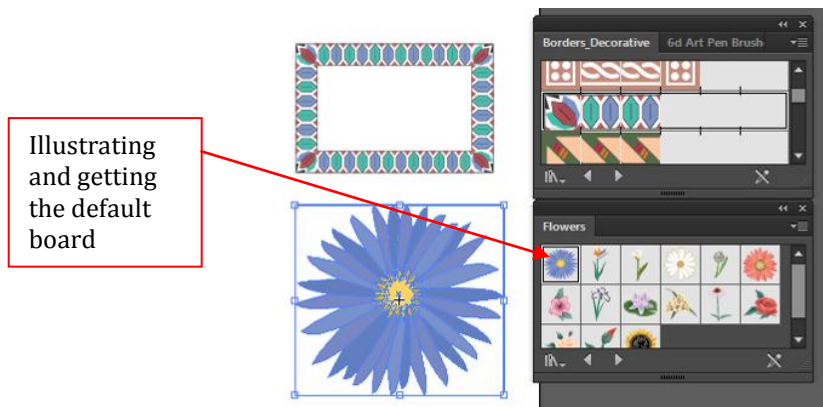 Borders_Decorative 6d Art Pen Brush
Illustrating
and getting
the default
board
Flowers